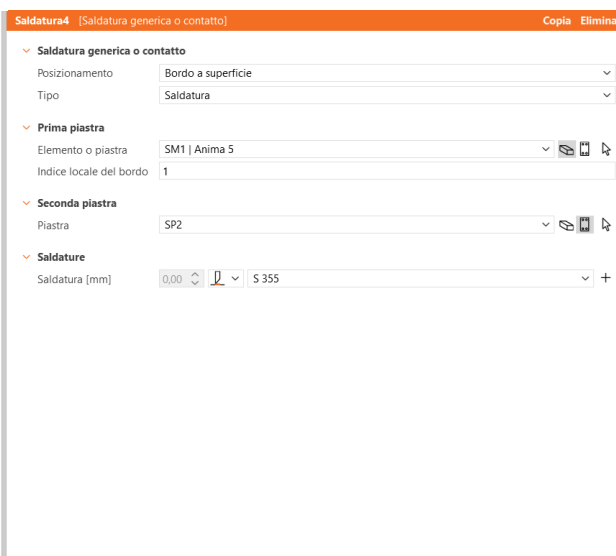 Saldatura4 [Saldatura generica o contatto] Copia Elimina
Saldatura generica o contatto
Posizionamento Bordo a superficie
Tipo Saldatura
Prima piastra
Elemento o piastra SM1 | Anima 5
Indice locale del bordo 1
Seconda piastra
Piastra SP2
Saldature
Saldatura [mm] 0,00 S 355